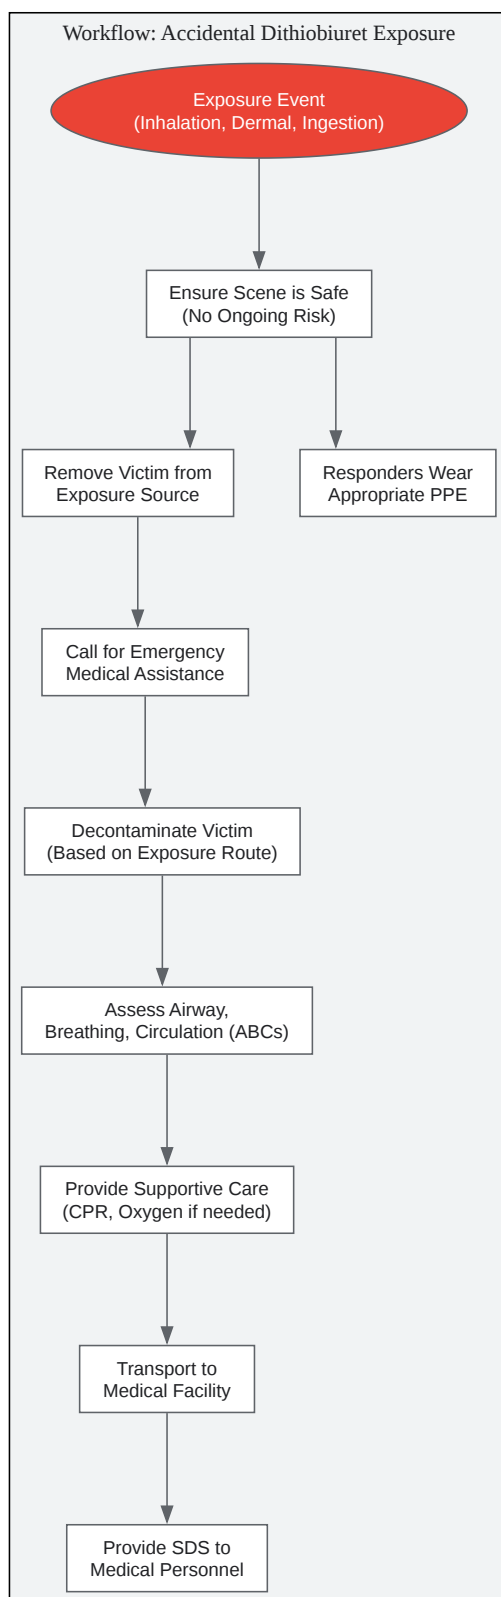 Workflow: Accidental Dithiobiuret Exposure
Exposure Event
(Inhalation, Dermal, Ingestion)
Ensure Scene is Safe
(No Ongoing Risk)
Remove Victim from
Exposure Source
Responders Wear
Appropriate PPE
Call for Emergency
Medical Assistance
Decontaminate Victim
(Based on Exposure Route)
Assess Airway,
Breathing, Circulation (ABCs)
Provide Supportive Care
(CPR, Oxygen if needed)
Transport to
Medical Facility
Provide SDS to
Medical Personnel